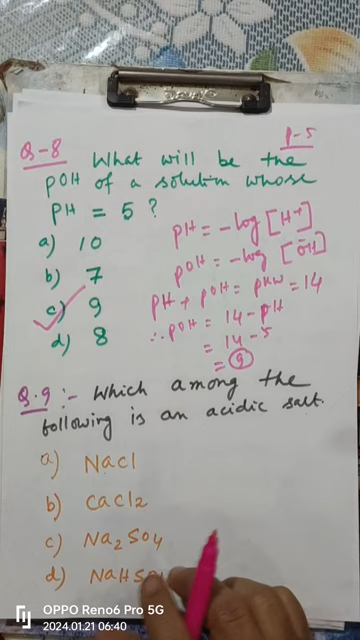 P-5
Q-8 What will be the
pOH of a solution whose
pH = 5 ?
a) 10
b) 7
c) 9
d) 8
pH = -log [H+]
pOH = -log [OH]
pH + pOH = pKw = 14
∴ pOH = 14 - pH
= 14 - 5
= 9
Q.9 :- Which among the
following is an acidic salt.
a) NaCl
b) CaCl2
c) Na2SO4
d) NaHSO4
OPPO Reno6 Pro 5G
2024.01.21 06:40